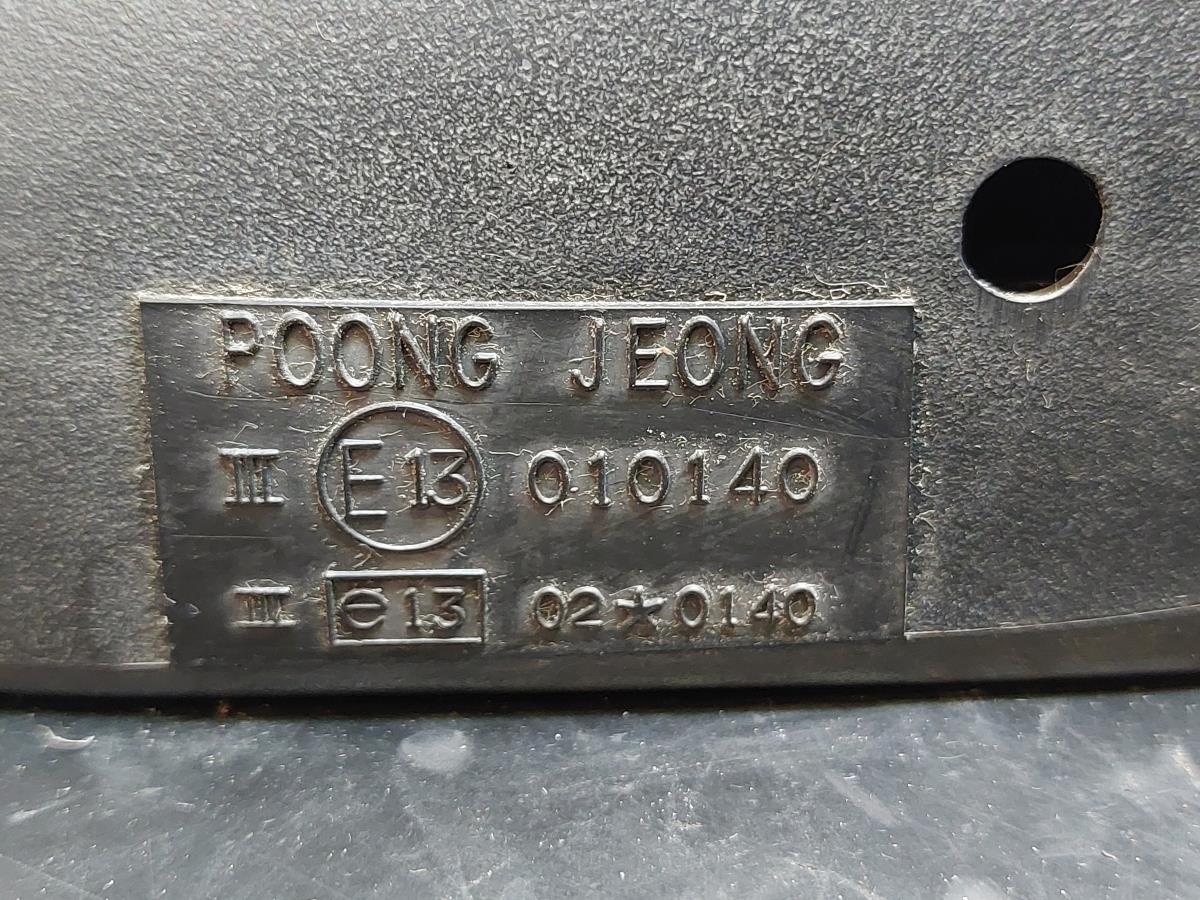 POONG JEONG
III E13 010140
III e13 02*0140